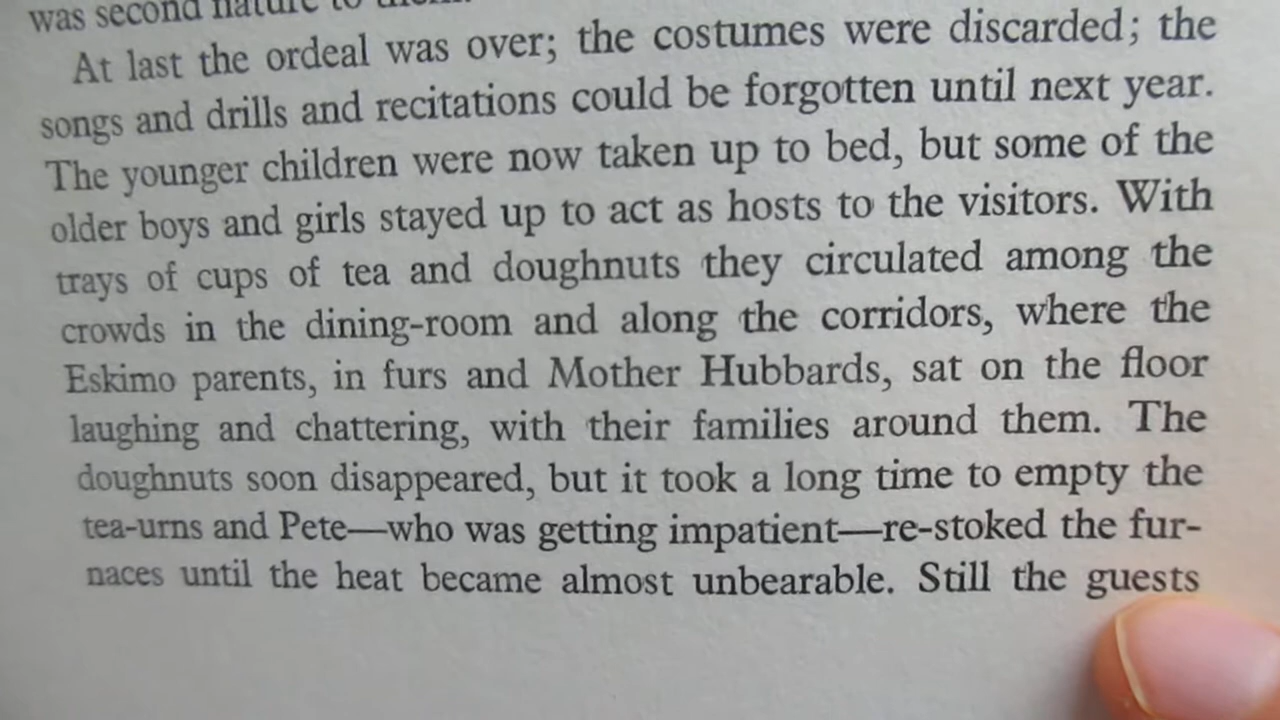 was second nature to them.
At last the ordeal was over; the costumes were discarded; the
songs and drills and recitations could be forgotten until next year.
The younger children were now taken up to bed, but some of the
older boys and girls stayed up to act as hosts to the visitors. With
trays of cups of tea and doughnuts they circulated among the
crowds in the dining-room and along the corridors, where the
Eskimo parents, in furs and Mother Hubbards, sat on the floor
laughing and chattering, with their families around them. The
doughnuts soon disappeared, but it took a long time to empty the
tea-urns and Pete—who was getting impatient—re-stoked the fur-
naces until the heat became almost unbearable. Still the guests